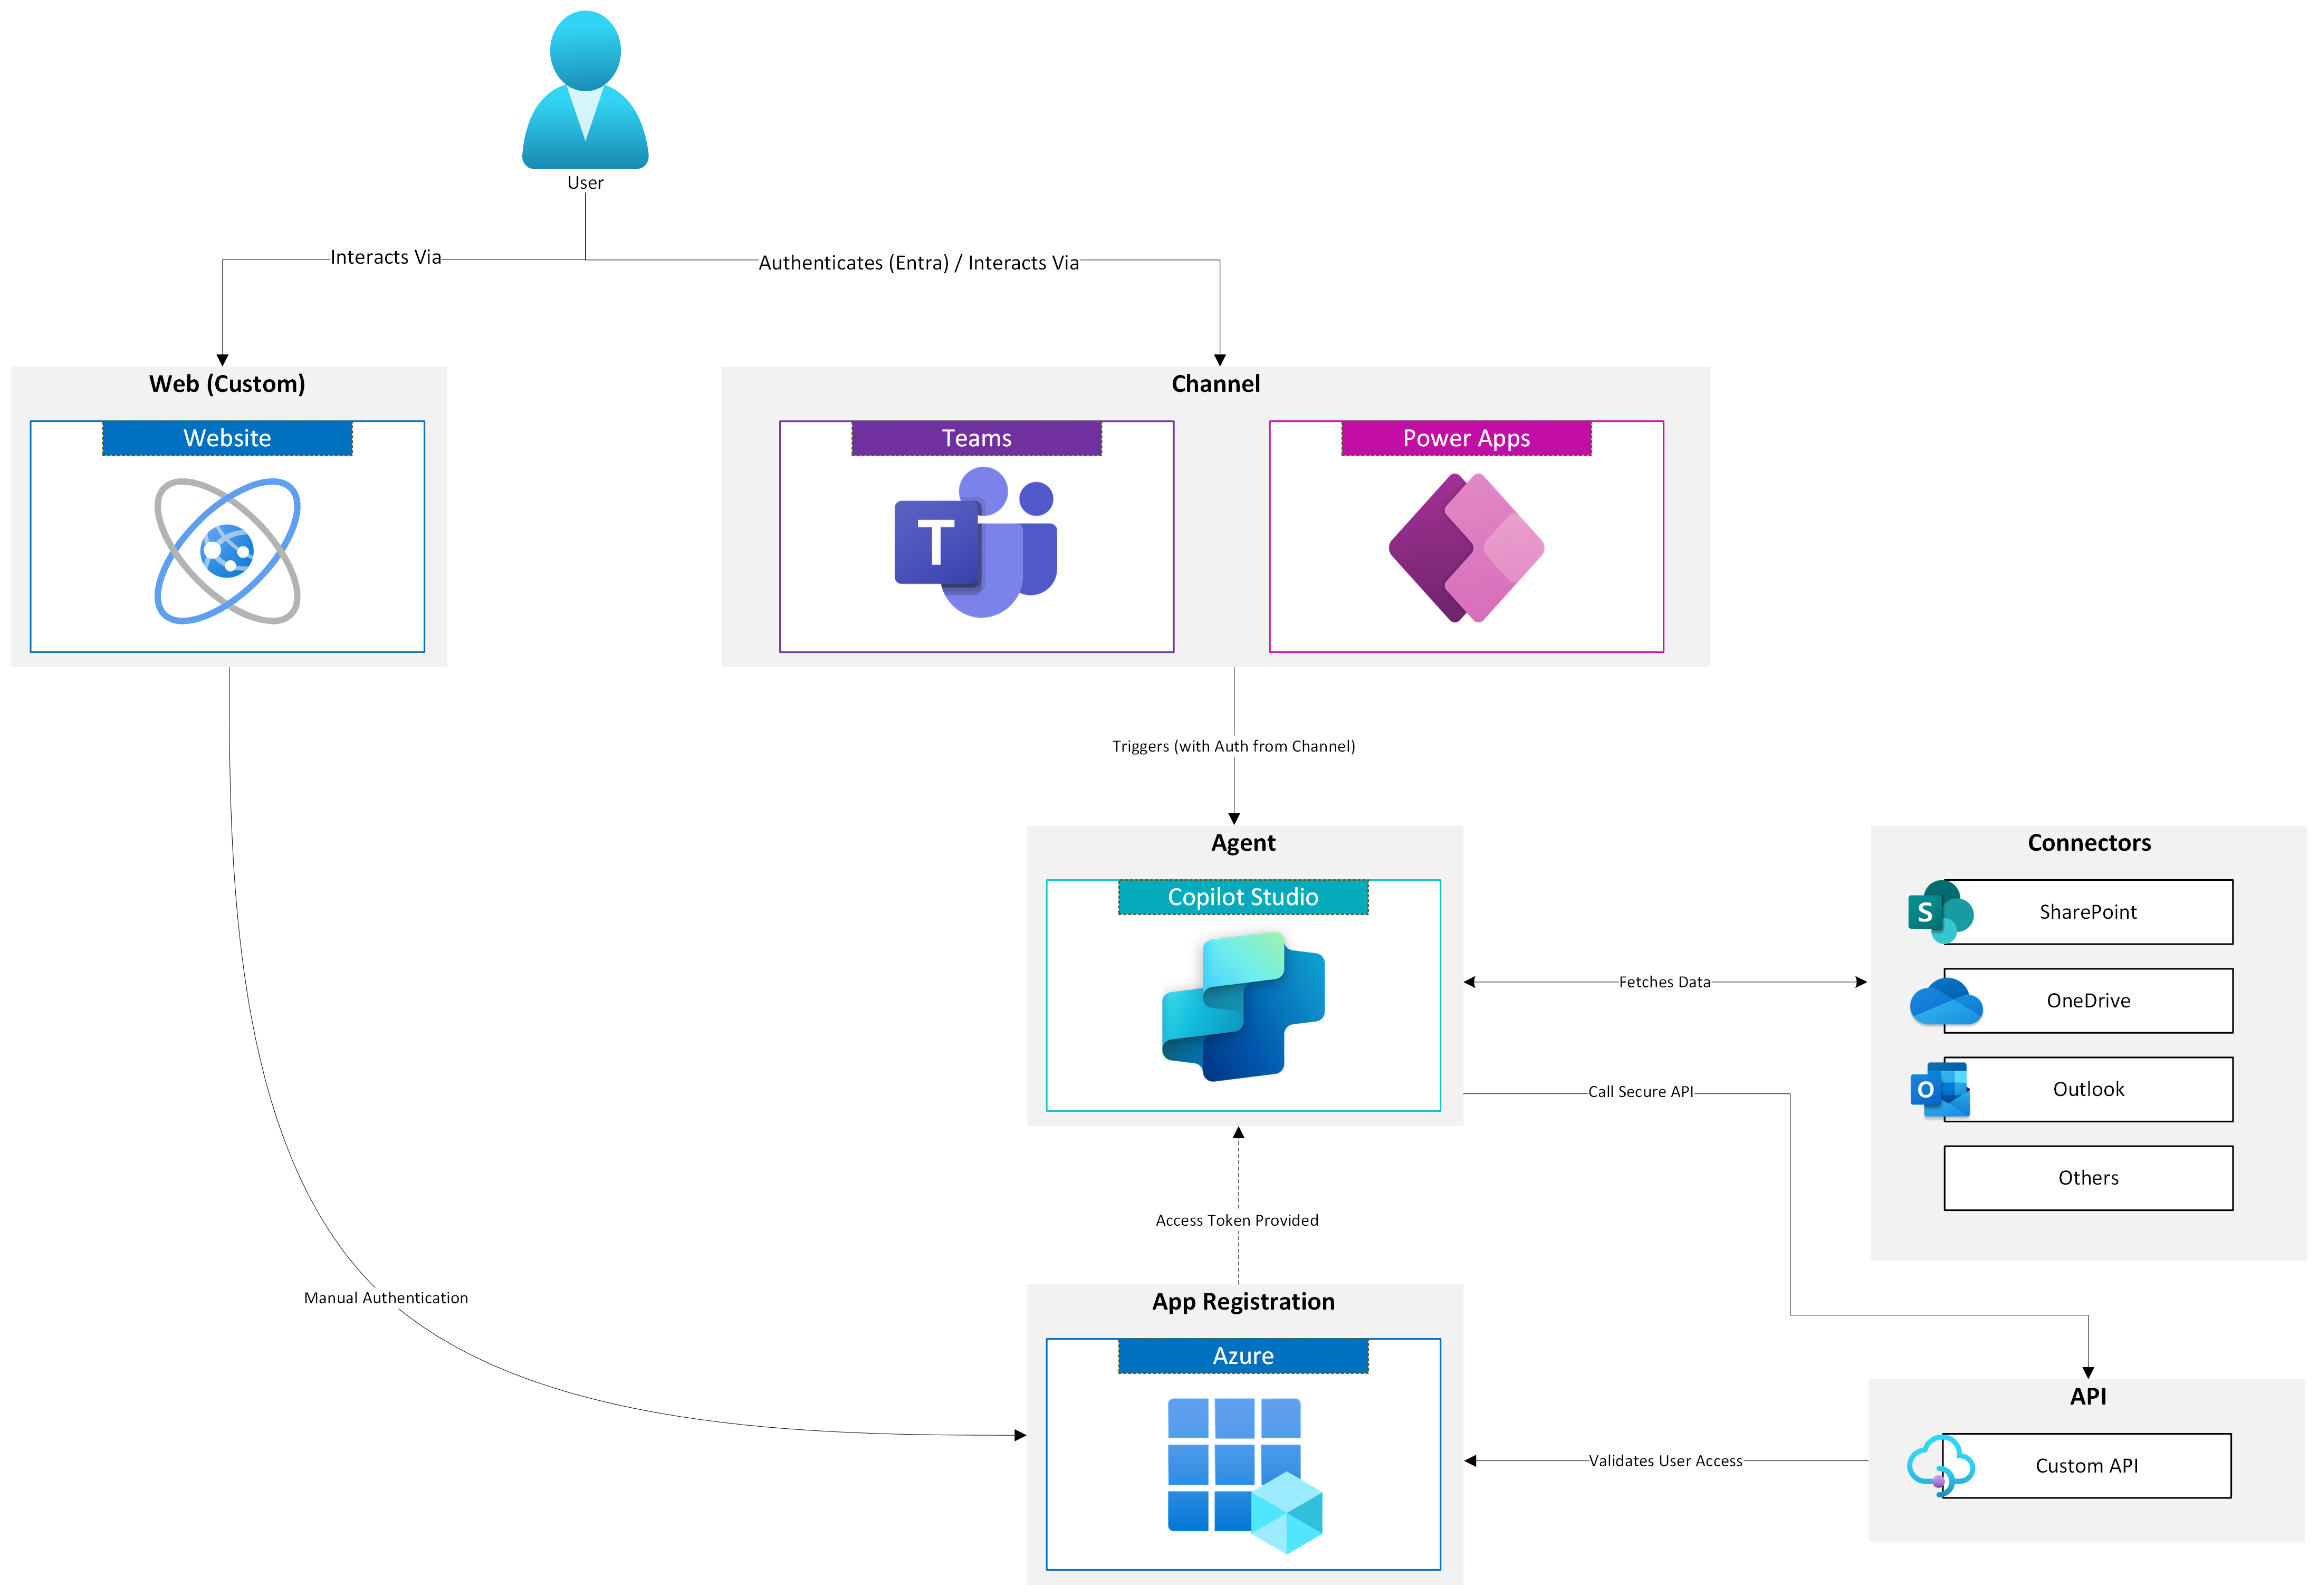 User
Interacts Via
Authenticates (Entra) / Interacts Via
Web (Custom)
Website
Channel
Teams
T
Power Apps
Triggers (with Auth from Channel)
Agent
Copilot Studio
Connectors
S
SharePoint
OneDrive
O
Outlook
Others
Fetches Data
Call Secure API
Access Token Provided
Manual Authentication
App Registration
Azure
Validates User Access
API
Custom API